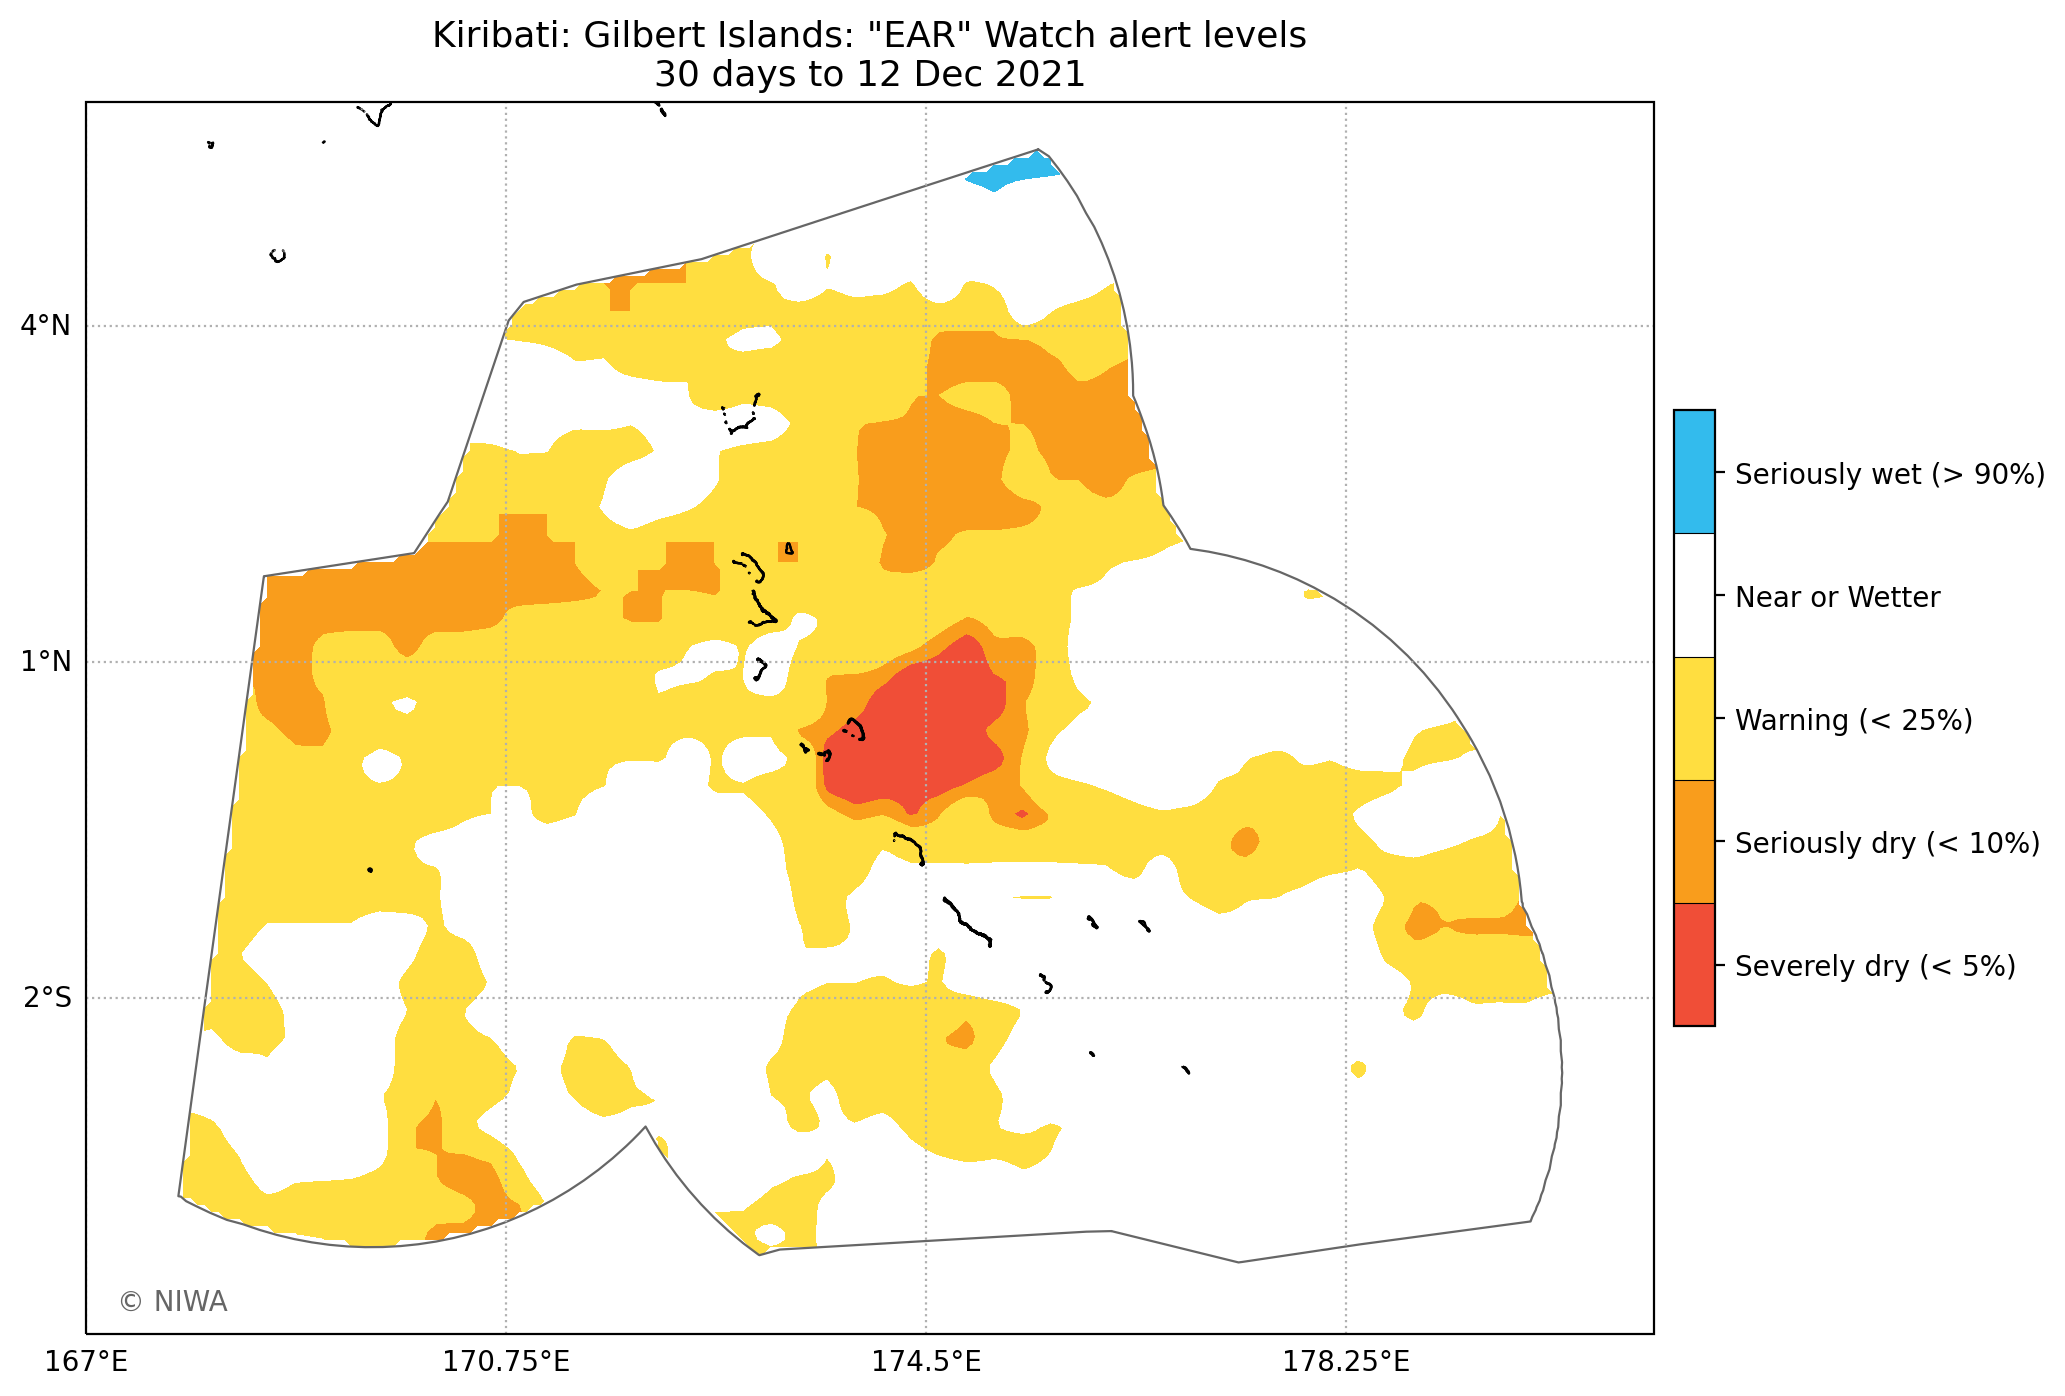 Kiribati: Gilbert Islands: "EAR" Watch alert levels
30 days to 12 Dec 2021
4°N
1°N
2°S
167°E
170.75°E
174.5°E
178.25°E
Seriously wet (> 90%)
Near or Wetter
Warning (< 25%)
Seriously dry (< 10%)
Severely dry (< 5%)
© NIWA